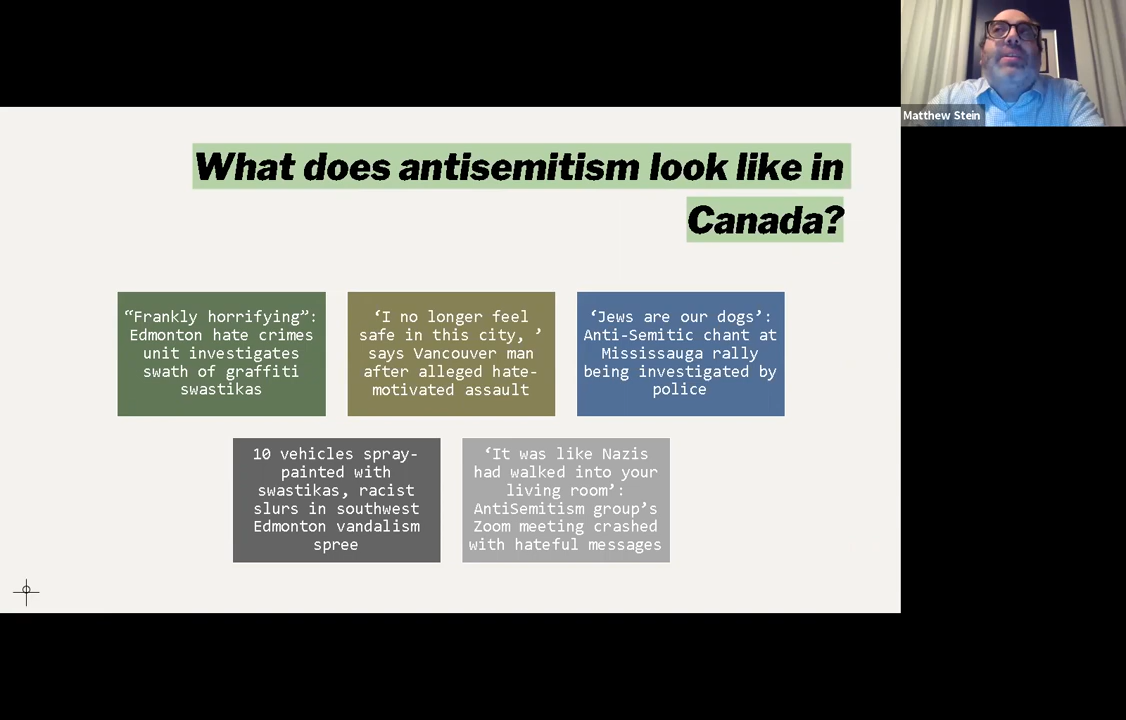 Matthew Stein
What does antisemitism look like in
Canada?
“Frankly horrifying”:
Edmonton hate crimes
unit investigates
swath of graffiti
swastikas
‘I no longer feel
safe in this city, ’
says Vancouver man
after alleged hate-
motivated assault
‘Jews are our dogs’:
Anti-Semitic chant at
Mississauga rally
being investigated by
police
10 vehicles spray-
painted with
swastikas, racist
slurs in southwest
Edmonton vandalism
spree
‘It was like Nazis
had walked into your
living room’:
AntiSemitism group’s
Zoom meeting crashed
with hateful messages